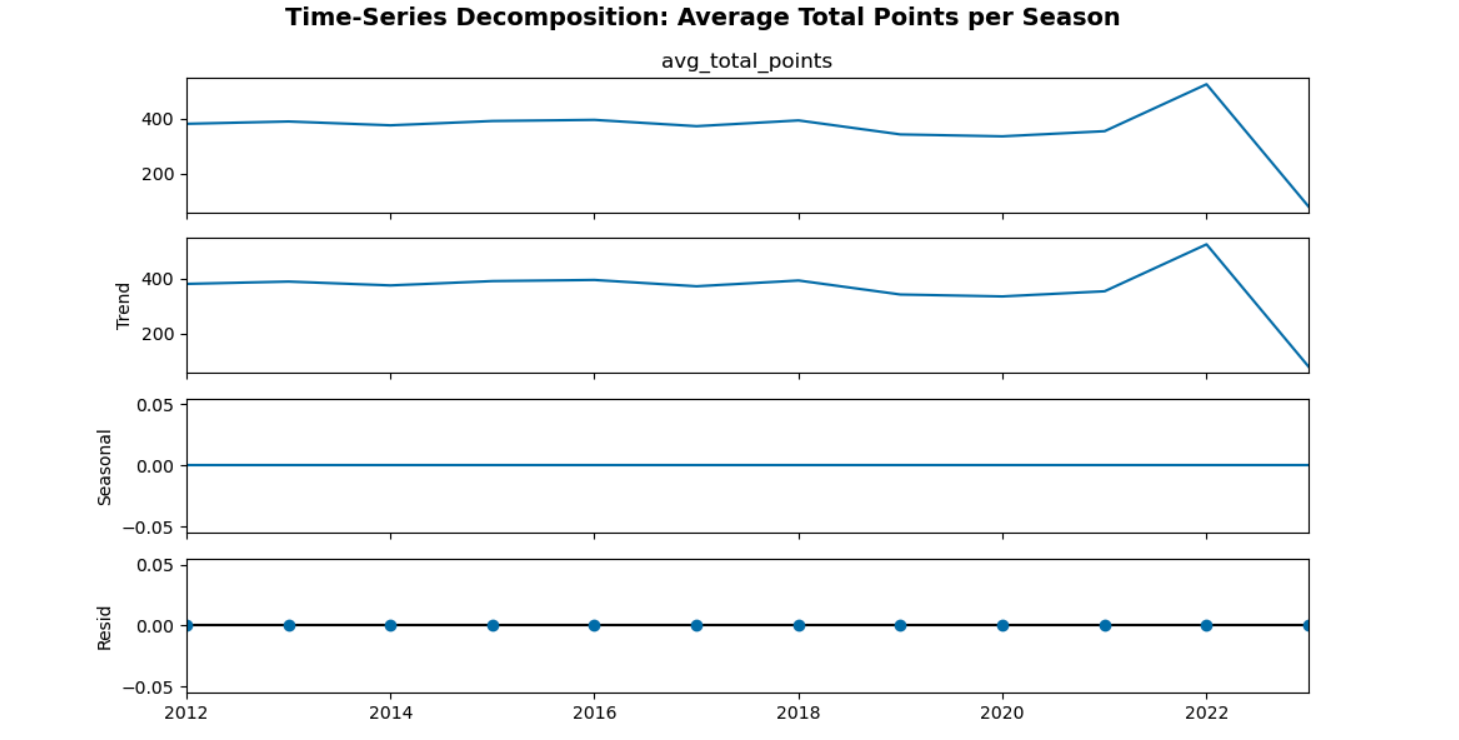 Time-Series Decomposition: Average Total Points per Season
avg_total_points
400
200
Trend
400
200
Seasonal
0.05
0.00
−0.05
Resid
0.05
0.00
−0.05
2012 2014 2016 2018 2020 2022